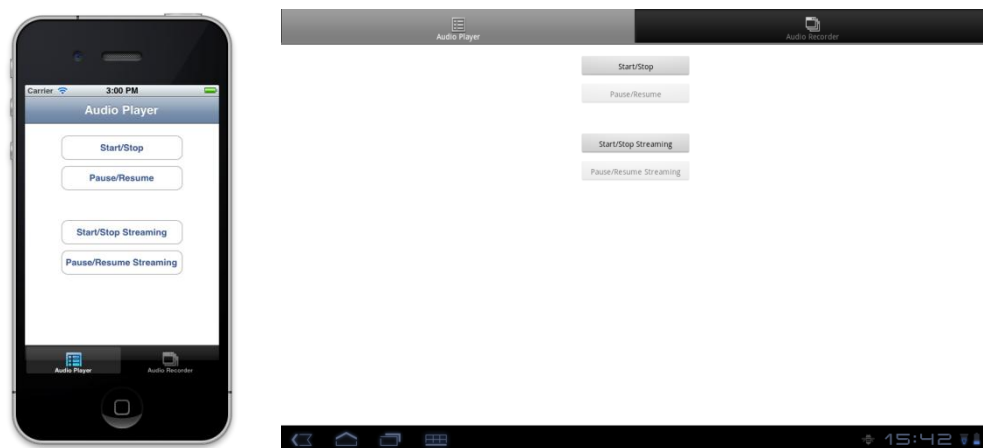 Carrier 3:00 PM
Audio Player
Start/Stop
Pause/Resume
Start/Stop Streaming
Pause/Resume Streaming
Audio Player Audio Recorder
Audio Player Audio Recorder
Start/Stop
Pause/Resume
Start/Stop Streaming
Pause/Resume Streaming
15:42